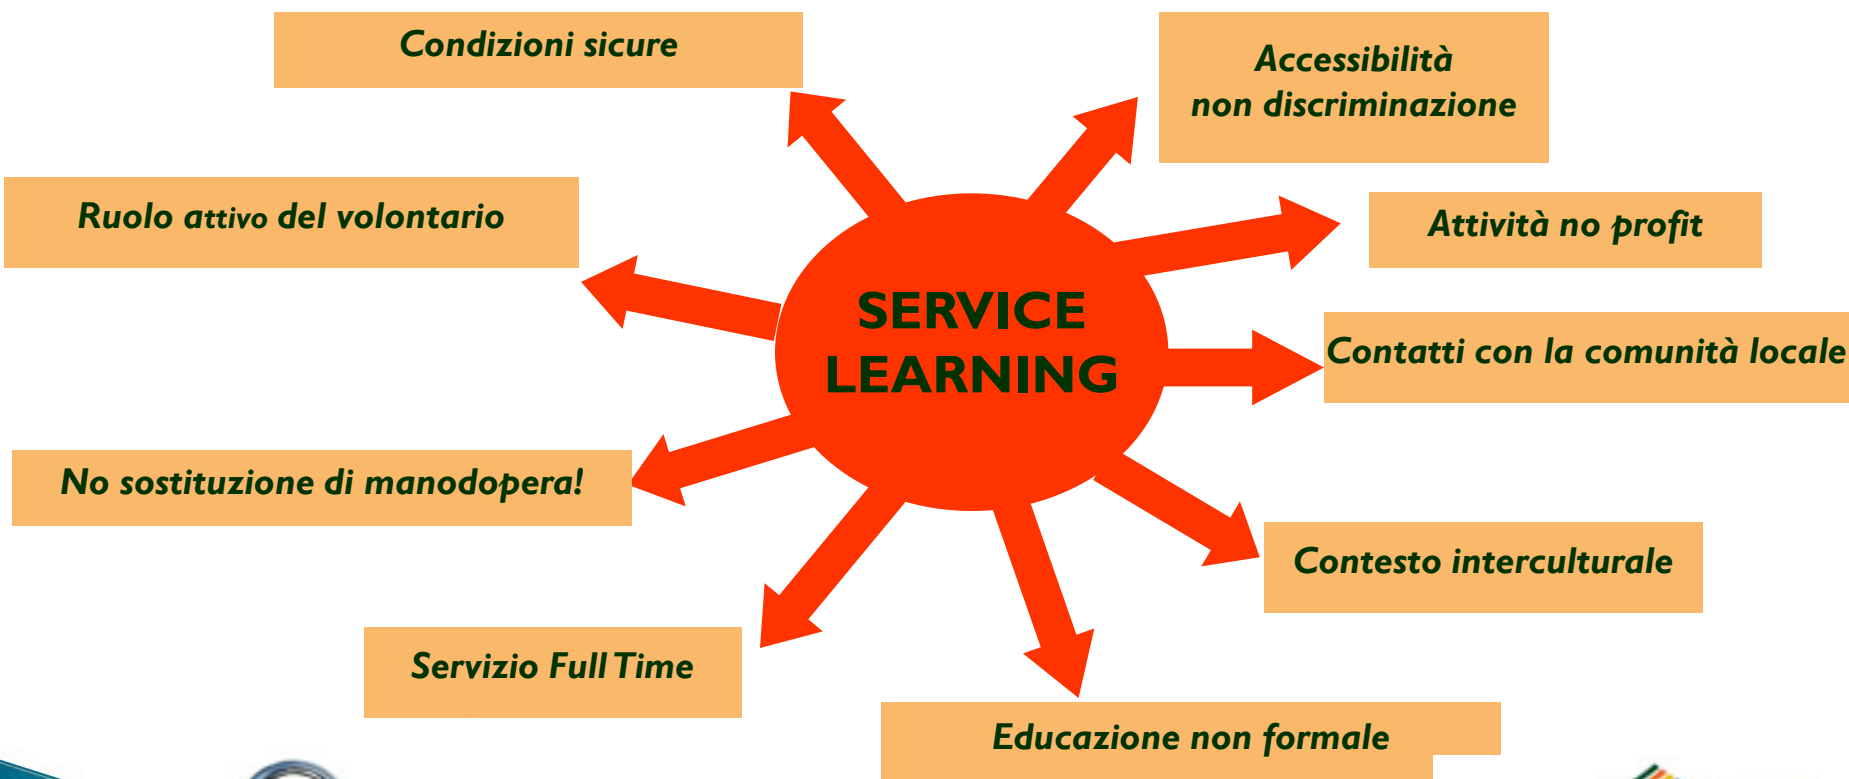 Condizioni sicure
Accessibilità
non discriminazione
Ruolo attivo del volontario
Attività no profit
SERVICE
LEARNING
Contatti con la comunità locale
No sostituzione di manodopera!
Contesto interculturale
Servizio Full Time
Educazione non formale